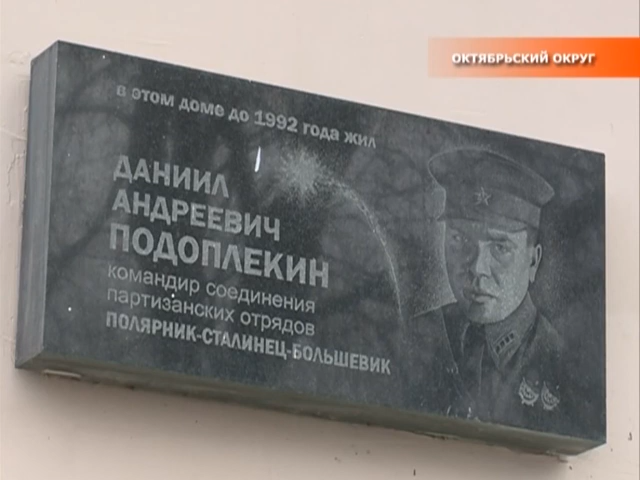 ОКТЯБРЬСКИЙ ОКРУГ
в этом доме до 1992 года жил
ДАНИИЛ
АНДРЕЕВИЧ
ПОДОПЛЕКИН
командир соединения
партизанских отрядов
ПОЛЯРНИК-СТАЛИНЕЦ-БОЛЬШЕВИК